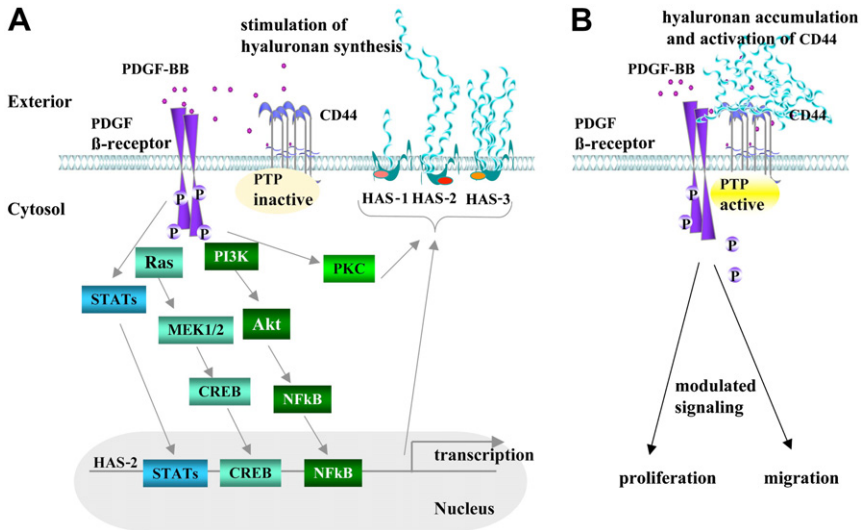 A
stimulation of
hyaluronan synthesis
PDGF-BB
Exterior
CD44
PDGF
ß-receptor
PTP
inactive
Cytosol
HAS-1 HAS-2 HAS-3
P P
P P
Ras
PI3K
PKC
STATs
MEK1/2
Akt
CREB
NFkB
HAS-2
STATs
CREB
NFkB
transcription
Nucleus
B
hyaluronan accumulation
and activation of CD44
PDGF-BB
CD44
PDGF
ß-receptor
PTP
active
P P
P
P
P
modulated
signaling
proliferation
migration